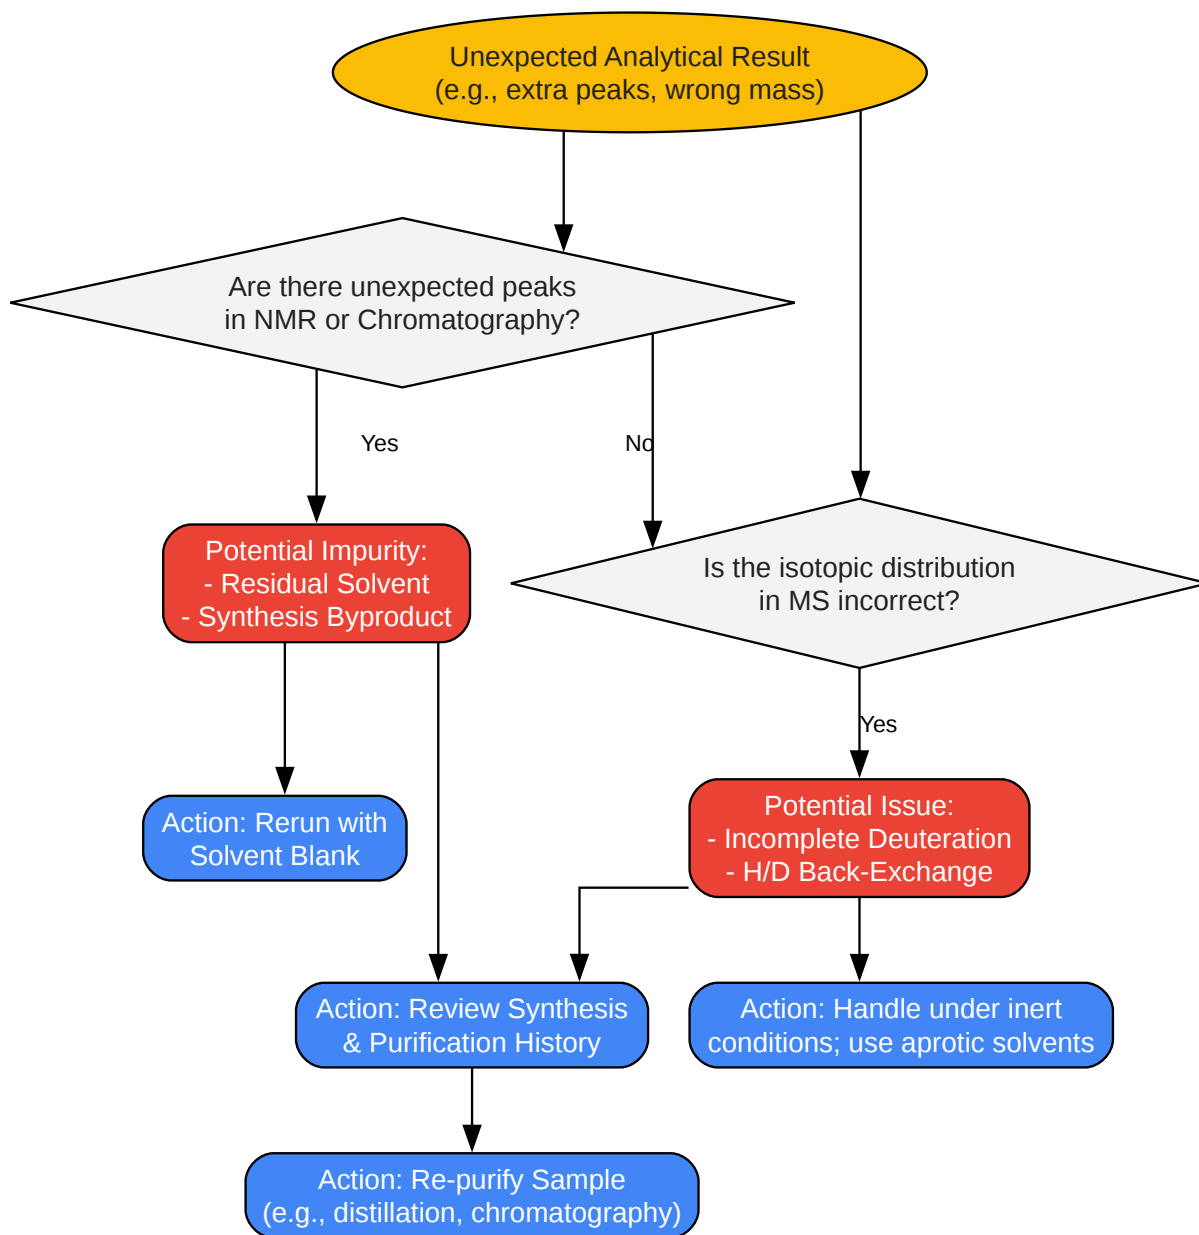 Unexpected Analytical Result
(e.g., extra peaks, wrong mass)
Are there unexpected peaks
in NMR or Chromatography?
Yes
No
Potential Impurity:
- Residual Solvent
- Synthesis Byproduct
Is the isotopic distribution
in MS incorrect?
Yes
Action: Rerun with
Solvent Blank
Potential Issue:
- Incomplete Deuteration
- H/D Back-Exchange
Action: Review Synthesis
& Purification History
Action: Handle under inert
conditions; use aprotic solvents
Action: Re-purify Sample
(e.g., distillation, chromatography)